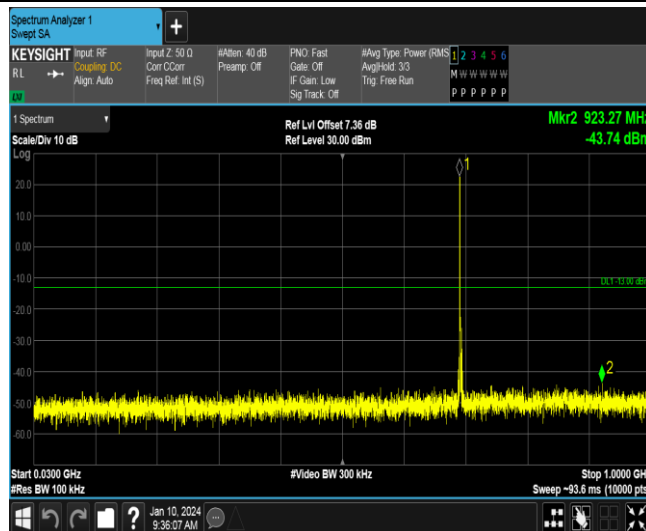 Spectrum Analyzer 1
Swept SA
+
KEYSIGHT
RL
Input: RF
Coupling: DC
Align: Auto
Input Z: 50 Ω
Corr CCorr
Freq Ref: Int (S)
#Atten: 40 dB
Preamp: Off
PNO: Fast
Gate: Off
IF Gain: Low
Sig Track: Off
#Avg Type: Power (RMS
Avg|Hold: 3/3
Trig: Free Run
1 2 3 4 5 6
M W W W W W
P P P P P P
1 Spectrum
Scale/Div 10 dB
Log
Ref Lvl Offset 7.36 dB
Ref Level 30.00 dBm
Mkr2 923.27 MHz
-43.74 dBm
1
20.0
10.0
0.00
-10.0
DL1 -13.00 dBm
-20.0
-30.0
-40.0
2
-50.0
-60.0
Start 0.0300 GHz
#Res BW 100 kHz
#Video BW 300 kHz
Stop 1.0000 GH
Sweep ~93.6 ms (10000 pts
?
Jan 10, 2024
9:36:07 AM